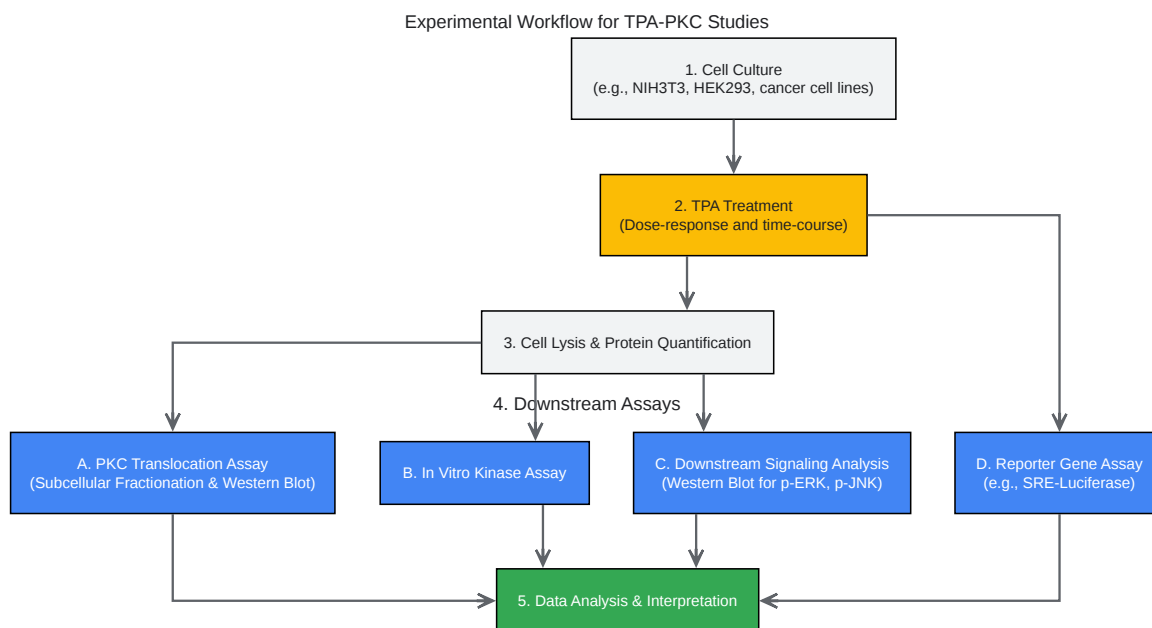 Experimental Workflow for TPA-PKC Studies
1. Cell Culture
(e.g., NIH3T3, HEK293, cancer cell lines)
2. TPA Treatment
(Dose-response and time-course)
3. Cell Lysis & Protein Quantification
4. Downstream Assays
A. PKC Translocation Assay
(Subcellular Fractionation & Western Blot)
B. In Vitro Kinase Assay
C. Downstream Signaling Analysis
(Western Blot for p-ERK, p-JNK)
D. Reporter Gene Assay
(e.g., SRE-Luciferase)
5. Data Analysis & Interpretation